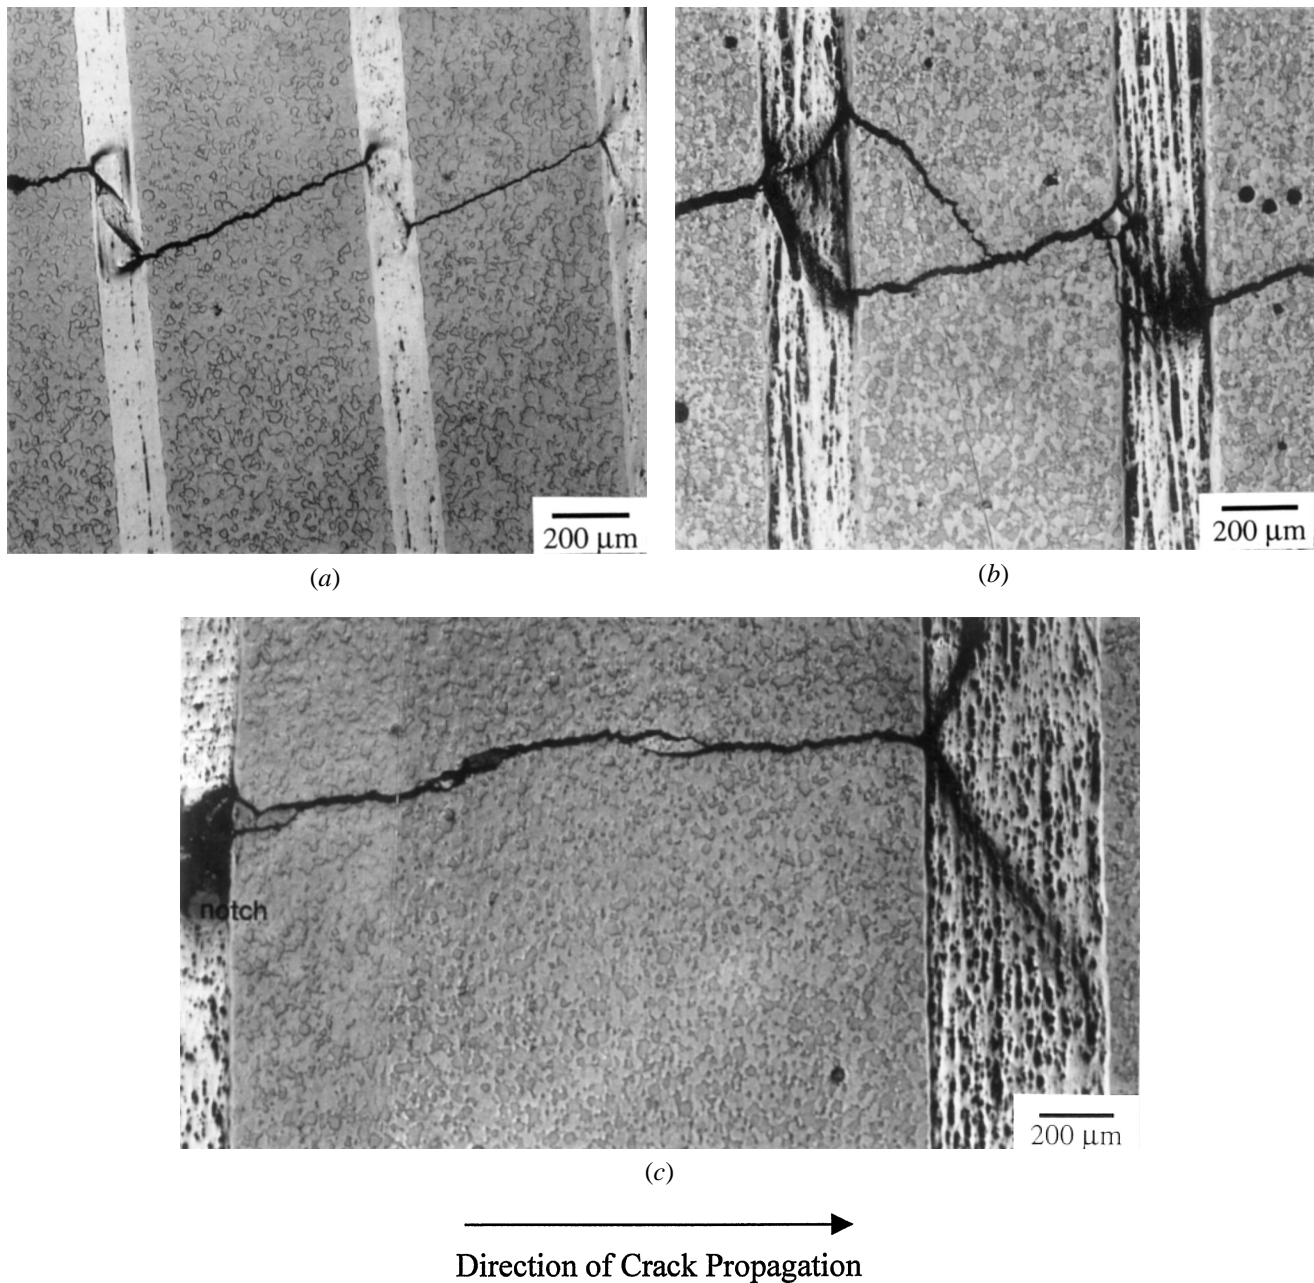 200 μm
(a)
200 μm
(b)
notch
200 μm
(c)
Direction of Crack Propagation